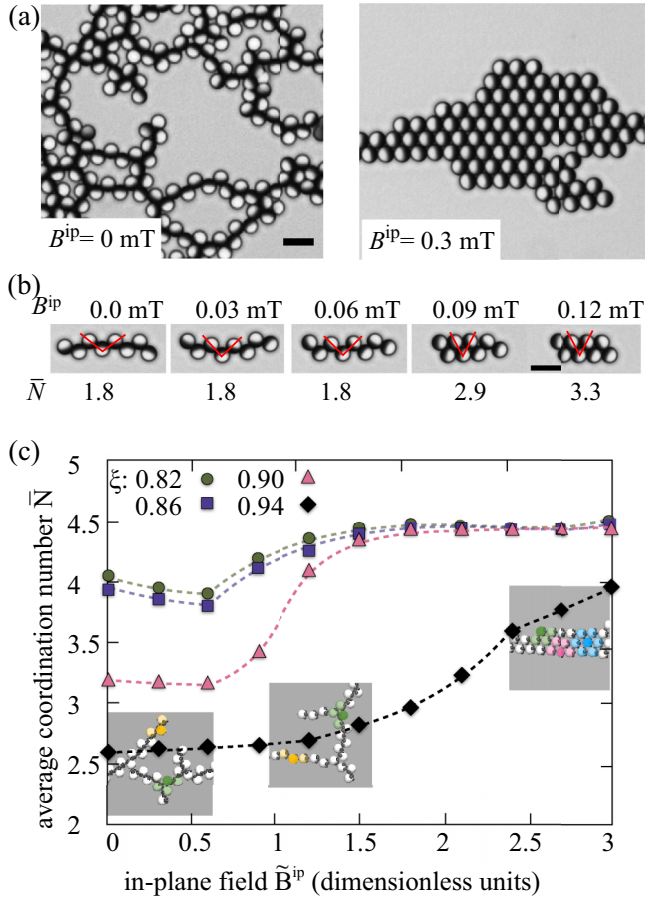 (a)
B^ip= 0 mT
B^ip= 0.3 mT
(b)
B^ip 0.0 mT 0.03 mT 0.06 mT 0.09 mT 0.12 mT
N̅ 1.8 1.8 1.8 2.9 3.3
(c)
ξ: 0.82 0.90
0.86 0.94
average coordination number N̅
5
4.5
4
3.5
3
2.5
2
0 0.5 1 1.5 2 2.5 3
in-plane field B̃^ip (dimensionless units)